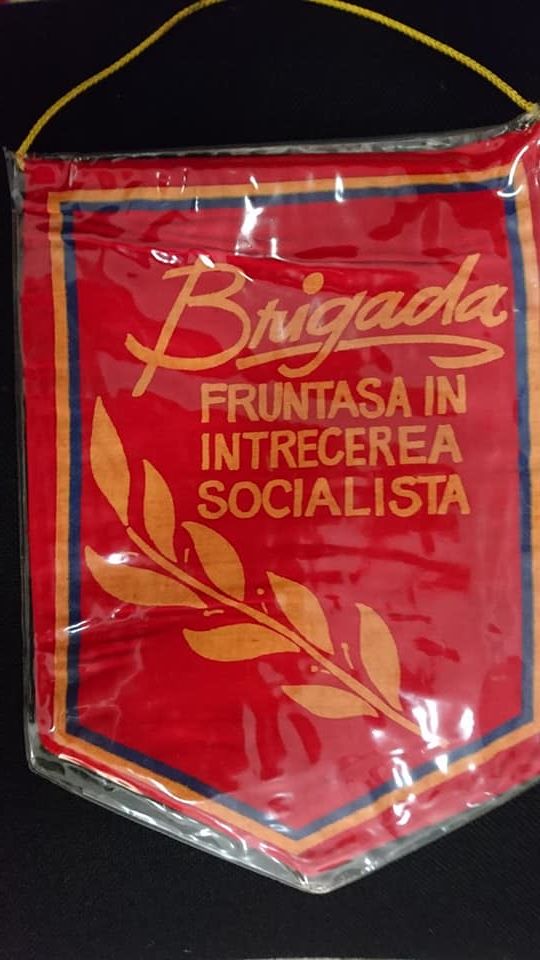 Brigada
FRUNTASA IN
INTRECEREA
SOCIALISTA